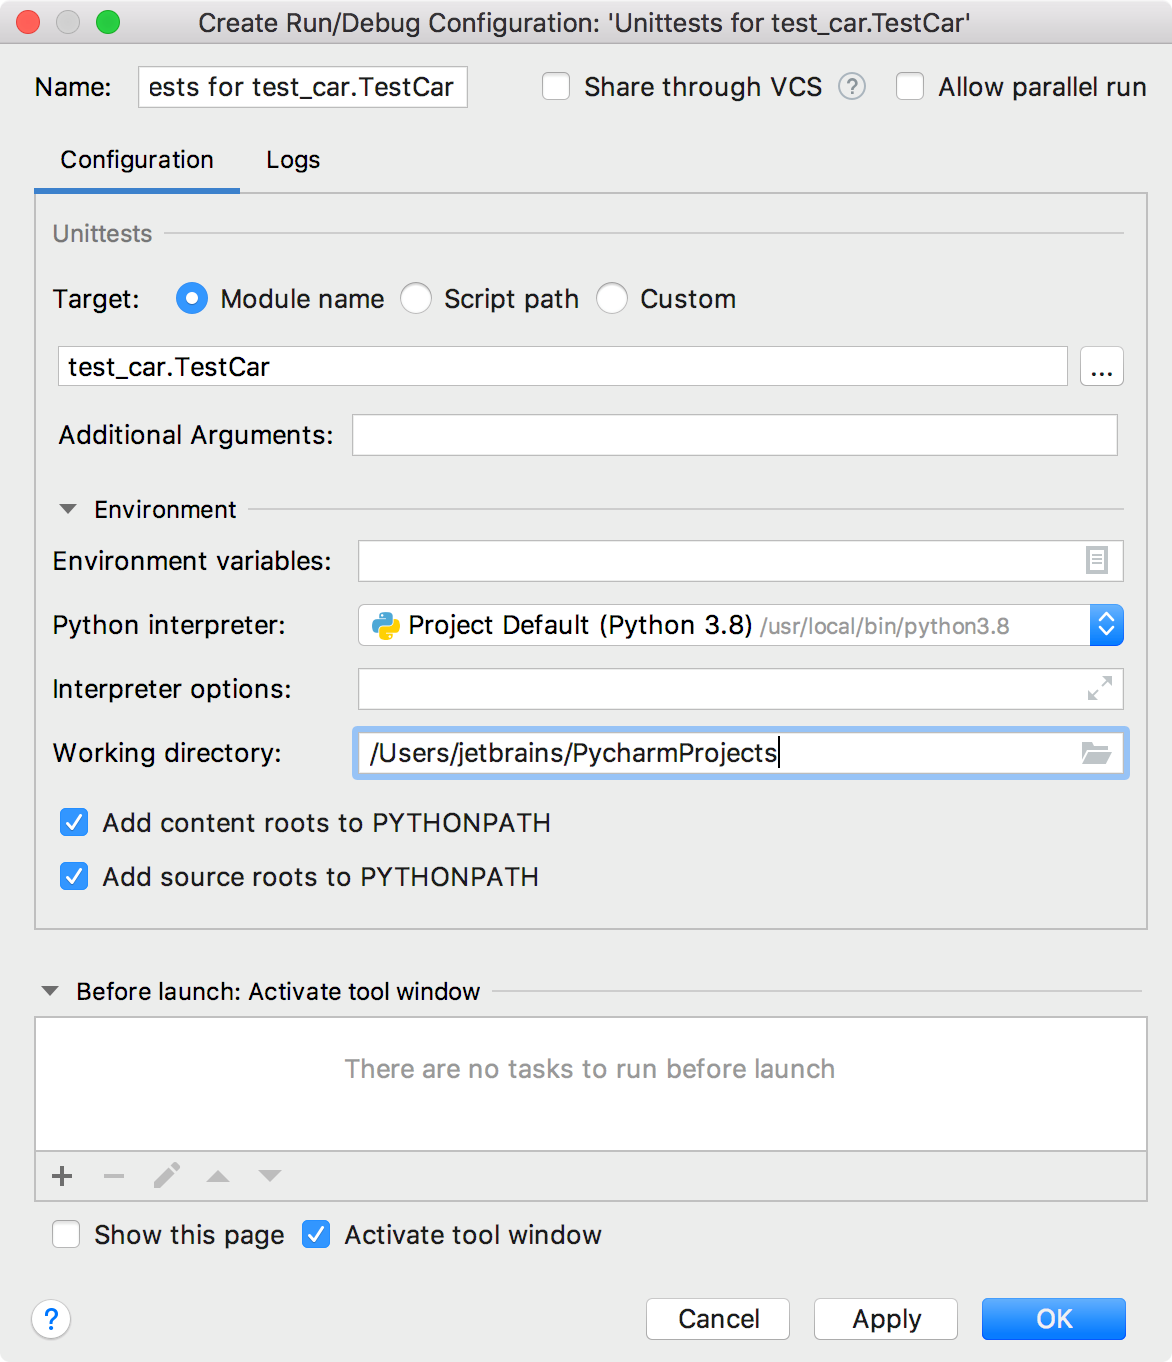 Create Run/Debug Configuration: 'Unittests for test_car.TestCar'
Name: ests for test_car.TestCar Share through VCS ? Allow parallel run
Configuration Logs
Unittests
Target: Module name Script path Custom
test_car.TestCar ...
Additional Arguments:
Environment
Environment variables:
Python interpreter: Project Default (Python 3.8) /usr/local/bin/python3.8
Interpreter options:
Working directory: /Users/jetbrains/PycharmProjects
Add content roots to PYTHONPATH
Add source roots to PYTHONPATH
Before launch: Activate tool window
There are no tasks to run before launch
Show this page Activate tool window
? Cancel Apply OK